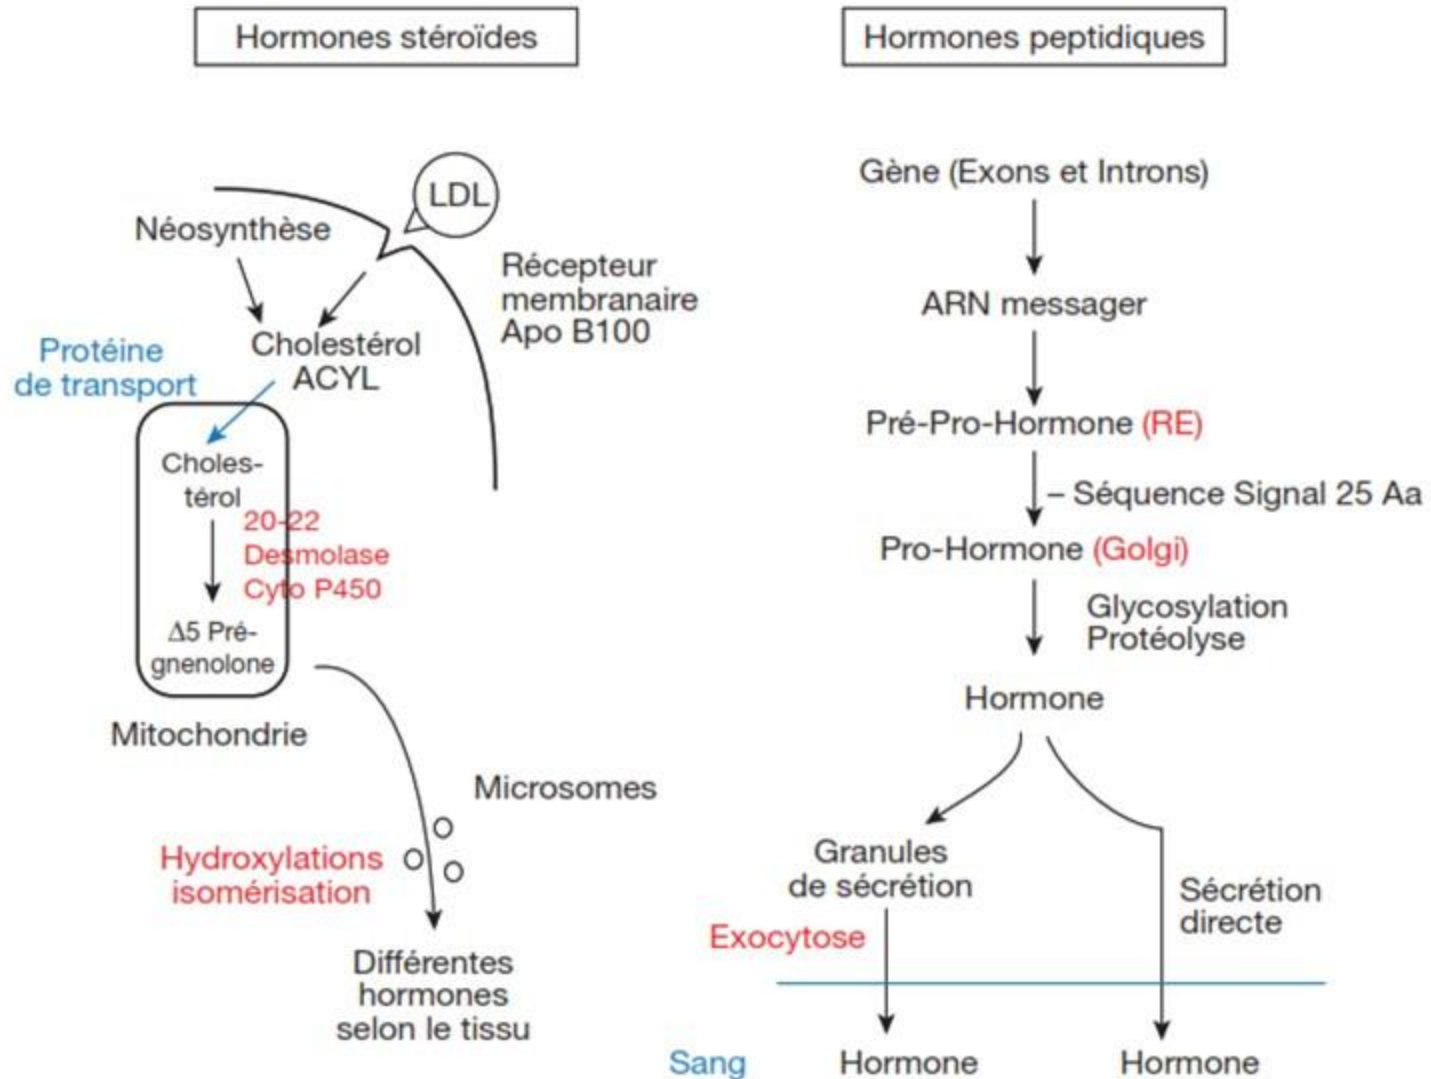 Hormones stéroïdes
LDL
Néosynthèse
Récepteur
membranaire
Apo B100
Cholestérol
ACYL
Protéine
de transport
Choles-
térol
20-22
Desmolase
Cyto P450
Δ5 Pré-
gnenolone
Mitochondrie
Microsomes
Hydroxylations
isomérisation
Différentes
hormones
selon le tissu
Hormones peptidiques
Gène (Exons et Introns)
ARN messager
Pré-Pro-Hormone (RE)
– Séquence Signal 25 Aa
Pro-Hormone (Golgi)
Glycosylation
Protéolyse
Hormone
Granules
de sécrétion
Sécrétion
directe
Exocytose
Sang
Hormone
Hormone